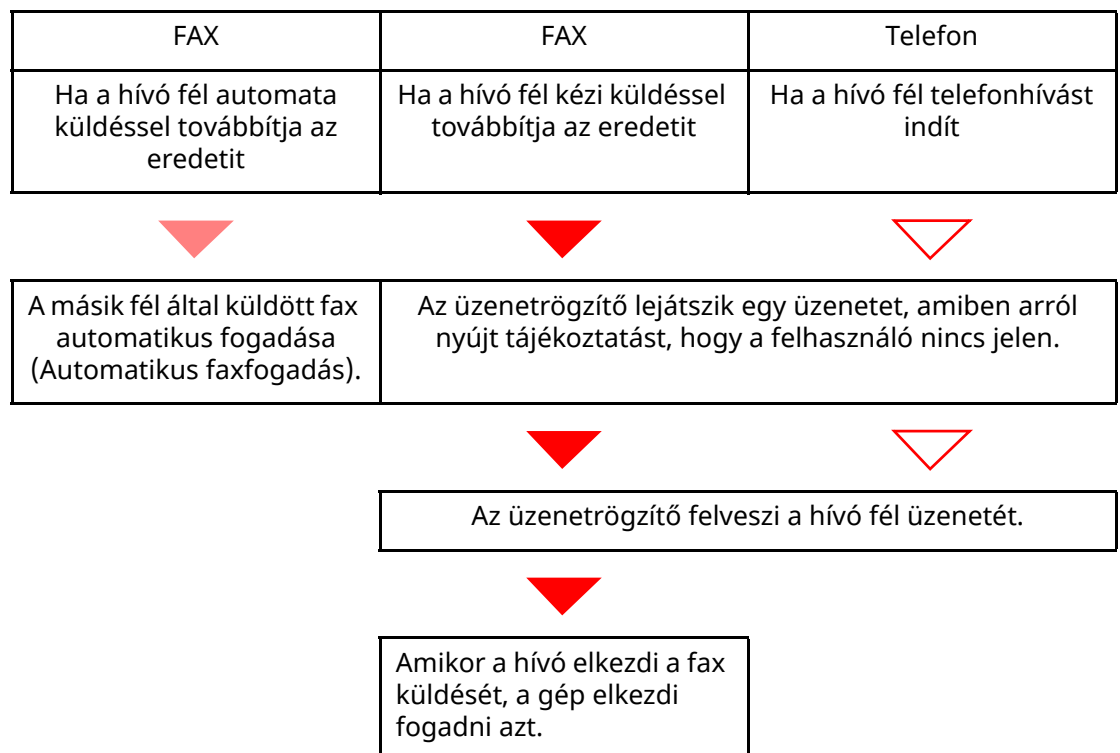 FAX
FAX
Telefon
Ha a hívó fél automata
küldéssel továbbítja az
eredetit
Ha a hívó fél kézi küldéssel
továbbítja az eredetit
Ha a hívó fél telefonhívást
indít
A másik fél által küldött fax
automatikus fogadása
(Automatikus faxfogadás).
Az üzenetrögzítő lejátszik egy üzenetet, amiben arról
nyújt tájékoztatást, hogy a felhasználó nincs jelen.
Az üzenetrögzítő felveszi a hívó fél üzenetét.
Amikor a hívó elkezdi a fax
küldését, a gép elkezdi
fogadni azt.